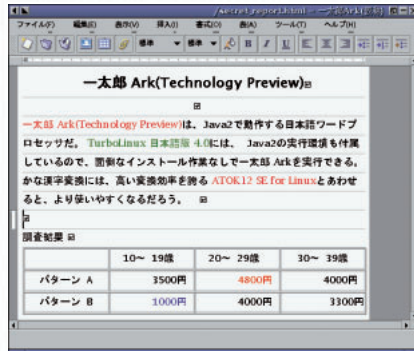 /secret_report.html - 一太郎Ark[試用]
ファイル(F) 編集(E) 表示(V) 挿入(I) 書式(O) 表(A) ツール(T) ヘルプ(H)
標準 標準 B I U
一太郎 Ark(Technology Preview)
一太郎 Ark(Technology Preview)は、Java2で動作する日本語ワードプ
ロセッサだ。 TurboLinux 日本語版 4.0には、 Java2の実行環境も付属
しているので、面倒なインストール作業なしで一太郎 Arkを実行できる。
かな漢字変換には、高い変換効率を誇る ATOK12 SE for Linuxとあわせ
ると、より使いやすくなるだろう。
調査結果
10～ 19歳 20～ 29歳 30～ 39歳
パターン A 3500円 4800円 4000円
パターン B 1000円 4000円 3300円